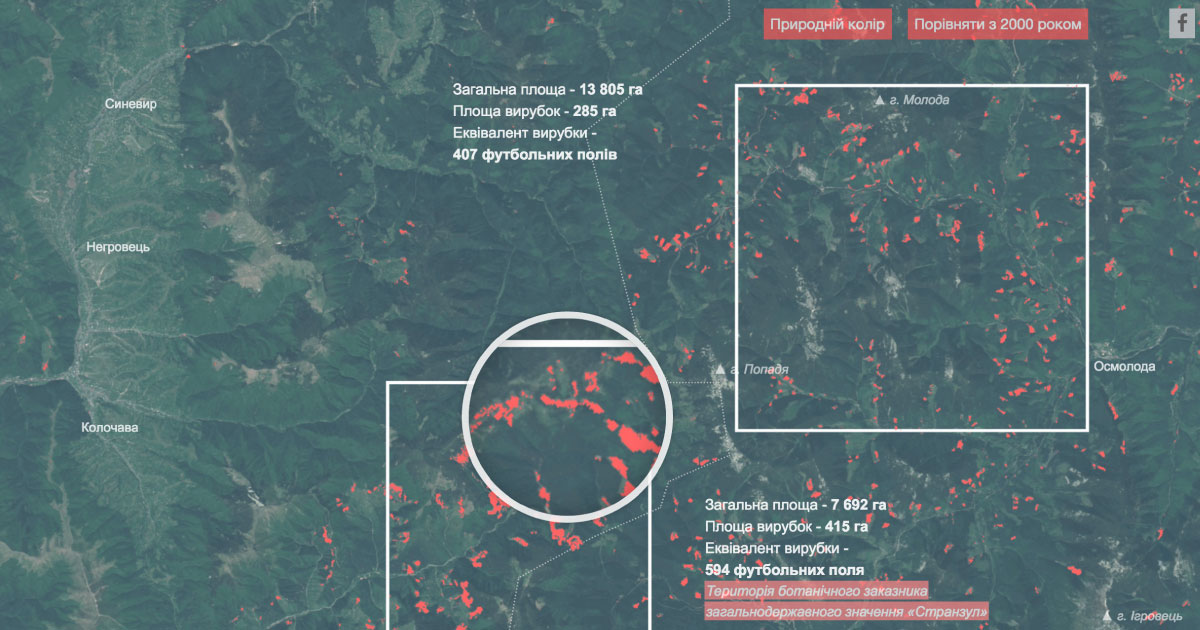 Природній колір
Порівняти з 2000 роком
f
Загальна площа - 13 805 га
Площа вирубок - 285 га
Еквівалент вирубки -
407 футбольних полів
г. Молода
Синевир
Негровець
г. Попадя
Осмолода
Колочава
Загальна площа - 7 692 га
Площа вирубок - 415 га
Еквівалент вирубки -
594 футбольних поля
Територія ботанічного заказника
загальнодержавного значення «Странзул»
г. Ігровець